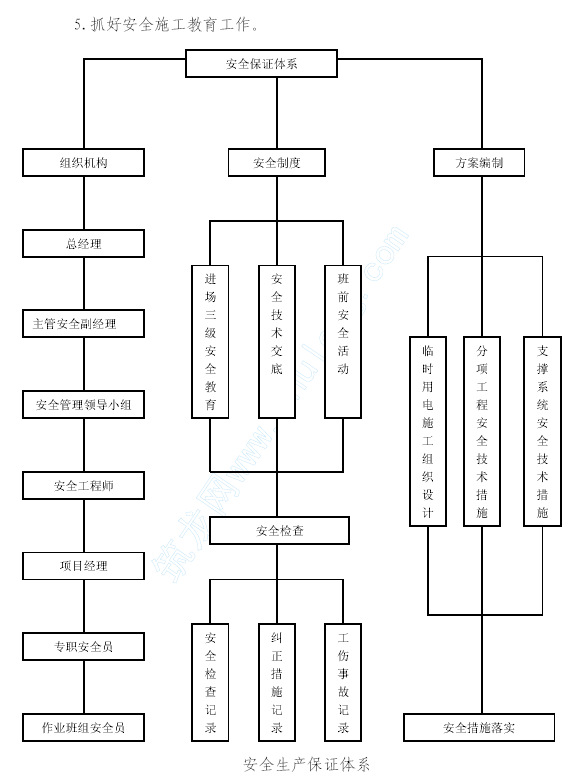 5.抓好安全施工教育工作。
安全保证体系
组织机构
安全制度
方案编制
总经理
主管安全副经理
安全管理领导小组
安全工程师
项目经理
专职安全员
作业班组安全员
进场三级安全教育
安全技术交底
班前安全活动
安全检查
安全检查记录
纠正措施记录
工伤事故记录
临时用电施工组织设计
分项工程安全技术措施
支撑系统安全技术措施
安全措施落实
安全生产保证体系
筑龙网www.zhulong.com